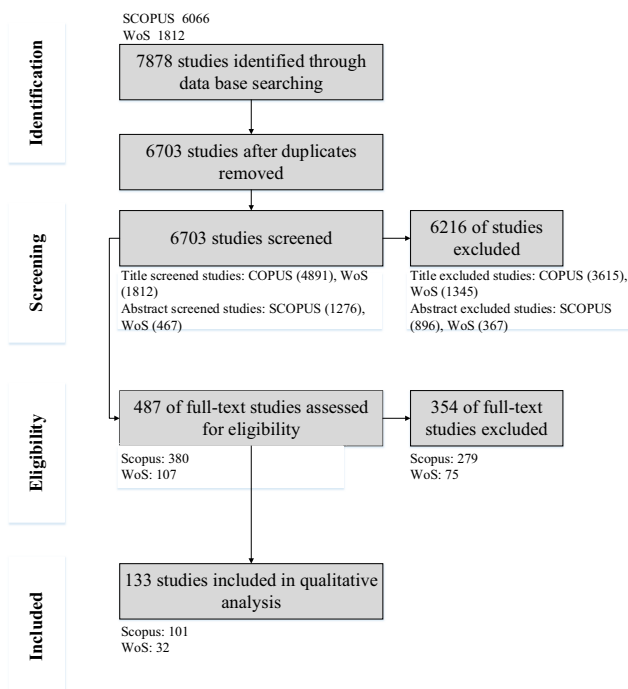 SCOPUS 6066
WoS 1812
Identification
7878 studies identified through
data base searching
6703 studies after duplicates
removed
Screening
6703 studies screened
6216 of studies
excluded
Title screened studies: COPUS (4891), WoS
(1812)
Abstract screened studies: SCOPUS (1276),
WoS (467)
Title excluded studies: COPUS (3615),
WoS (1345)
Abstract excluded studies: SCOPUS
(896), WoS (367)
Eligibility
487 of full-text studies assessed
for eligibility
354 of full-text
studies excluded
Scopus: 380
WoS: 107
Scopus: 279
WoS: 75
Included
133 studies included in qualitative
analysis
Scopus: 101
WoS: 32